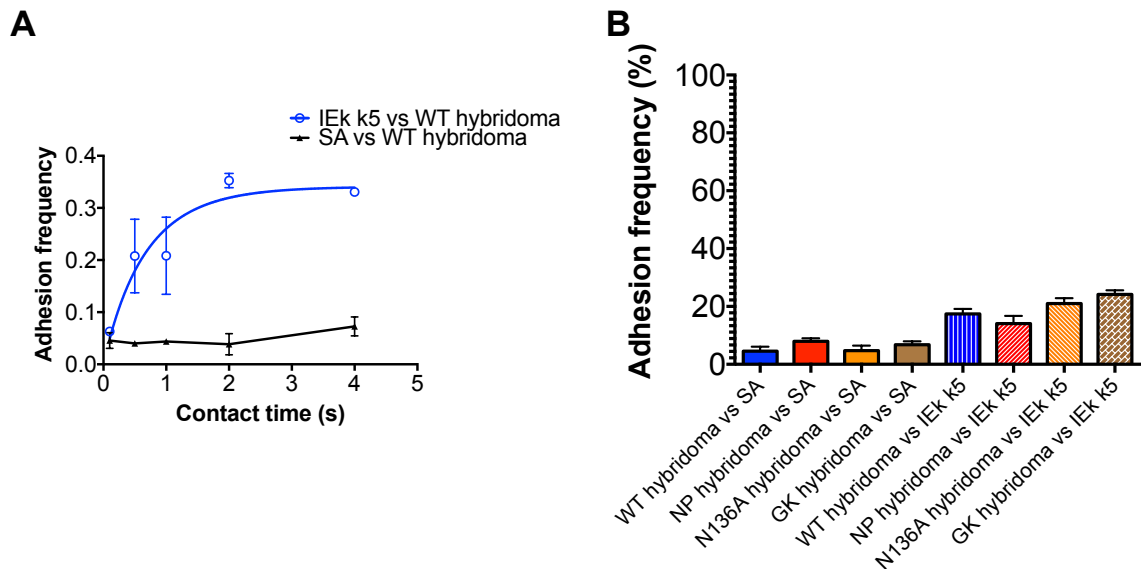 A
IEk k5 vs WT hybridoma
SA vs WT hybridoma
Adhesion frequency
0.4
0.3
0.2
0.1
0.0
0
1
2
3
4
5
Contact time (s)
B
Adhesion frequency (%)
100
80
60
40
20
0
WT hybridoma vs SA
NP hybridoma vs SA
N136A hybridoma vs SA
GK hybridoma vs SA
WT hybridoma vs IEk k5
NP hybridoma vs IEk k5
N136A hybridoma vs IEk k5
GK hybridoma vs IEk k5